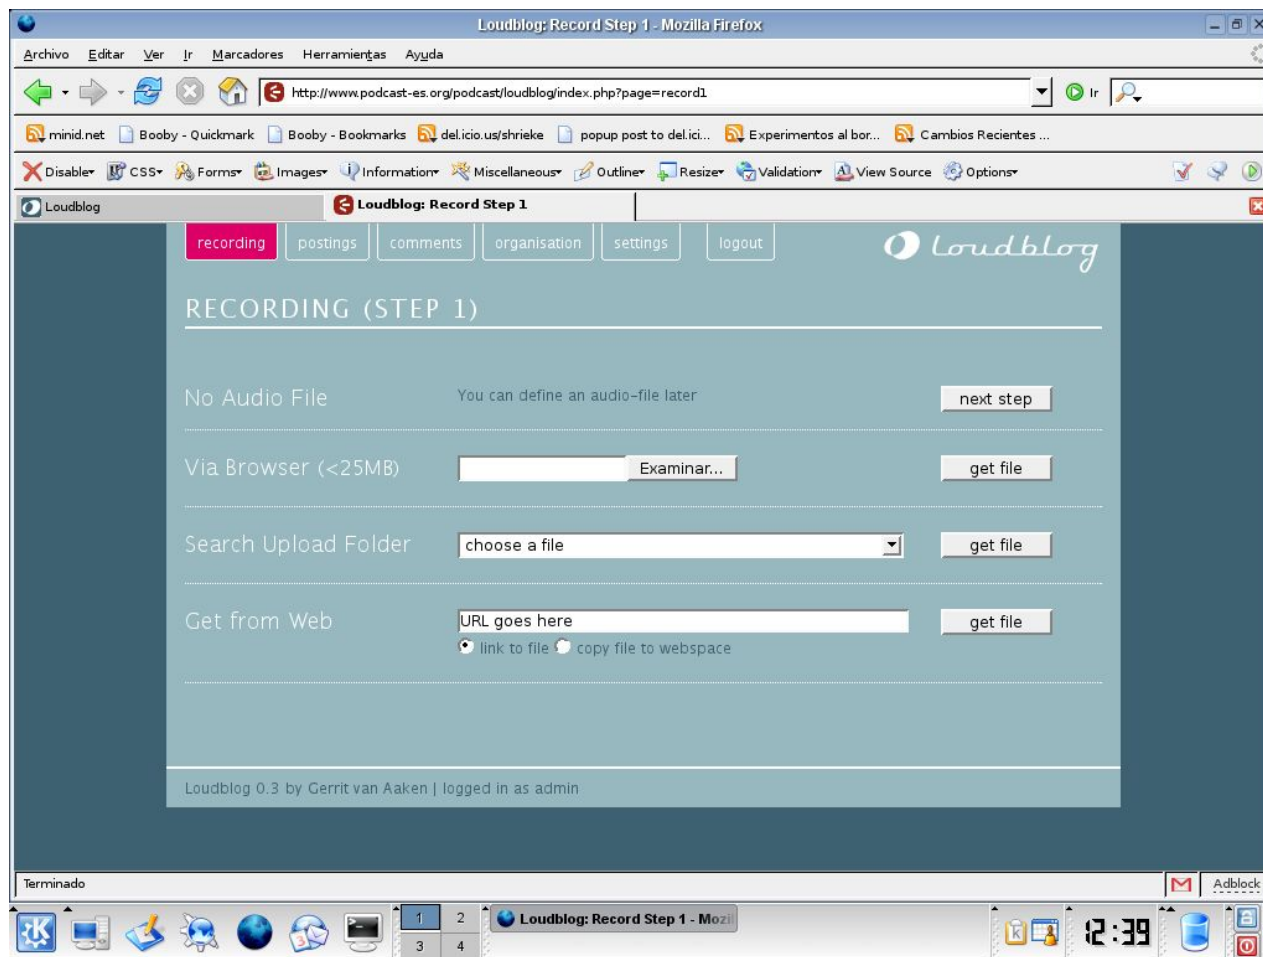 Loudblog: Record Step 1 - Mozilla Firefox
Archivo Editar Ver Ir Marcadores Herramientas Ayuda
http://www.podcast-es.org/podcast/loudblog/index.php?page=record1 Ir
minid.net Booby - Quickmark Booby - Bookmarks del.icio.us/shrieke popup post to del.ici... Experimentos al bor... Cambios Recientes ...
Disable CSS Forms Images Information Miscellaneous Outline Resize Validation View Source Options
Loudblog Loudblog: Record Step 1
recording postings comments organisation settings logout Loudblog
RECORDING (STEP 1)
No Audio File You can define an audio-file later next step
Via Browser (<25MB) Examinar... get file
Search Upload Folder choose a file get file
Get from Web URL goes here get file
link to file copy file to webspace
Loudblog 0.3 by Gerrit van Aaken | logged in as admin
Terminado Adblock
1 2 Loudblog: Record Step 1 - Mozil 12:39
3 4